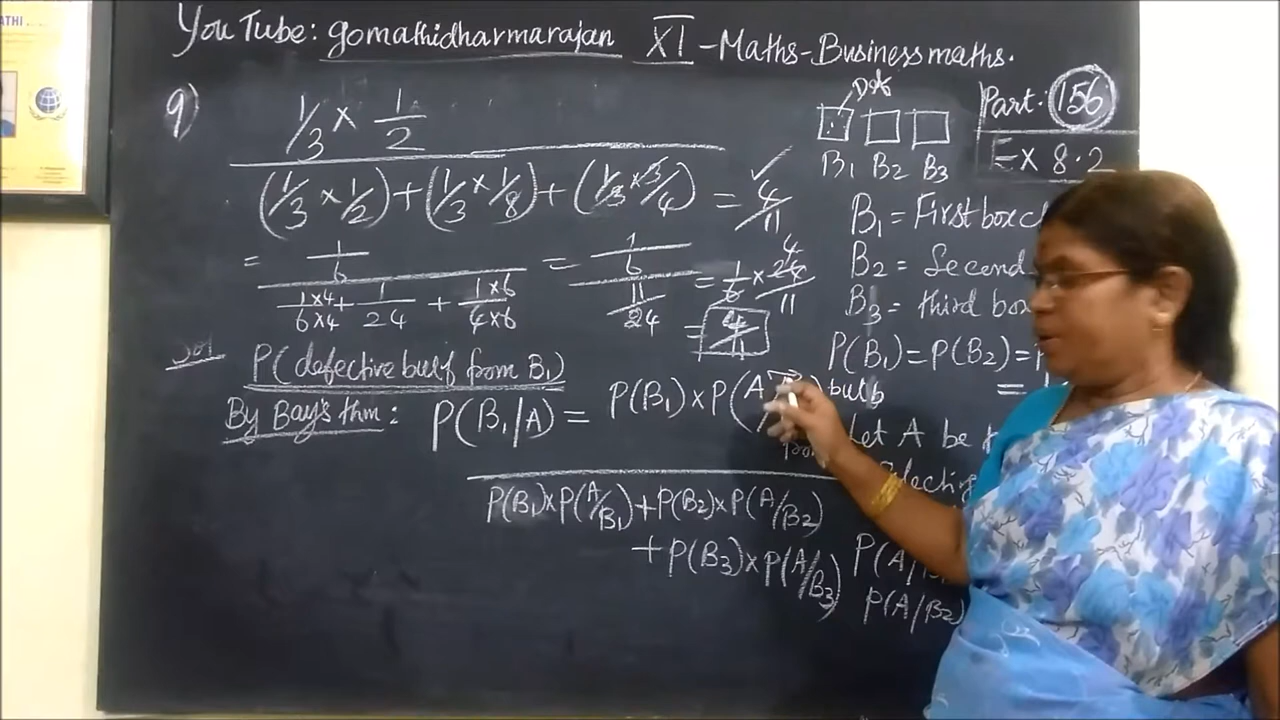 YouTube: gomathidharmarajan XI - Maths - Business maths.
Part: 156
Ex 8.2
9) 1/3 × 1/2
(1/3 × 1/2) + (1/3 × 1/8) + (1/3 × 3/4) = 4/11 ✓
= 1/6
1×4/6×4 + 1/24 + 1×6/4×6
= 1/6
11/24
= 1/6 × 24/11
4
= 4/11
Sol
P(defective bulb from B1)
By Bay's thm: P(B1/A) = P(B1) × P(A
P(B1) × P(A/B1) + P(B2) × P(A/B2)
+ P(B3) × P(A/B3)
B1 B2 B3
B1 = First box
B2 = Second
B3 = third box
P(B1) = P(B2) =
=
bulb
Let A be
P(A/
P(A/B2)